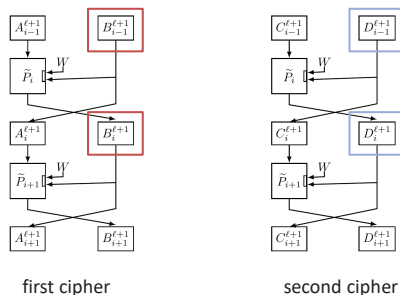 A_{i-1}^{ℓ+1} B_{i-1}^{ℓ+1} C_{i-1}^{ℓ+1} D_{i-1}^{ℓ+1}
W W
P̃_i P̃_i
A_i^{ℓ+1} B_i^{ℓ+1} C_i^{ℓ+1} D_i^{ℓ+1}
W W
P̃_{i+1} P̃_{i+1}
A_{i+1}^{ℓ+1} B_{i+1}^{ℓ+1} C_{i+1}^{ℓ+1} D_{i+1}^{ℓ+1}
first cipher second cipher